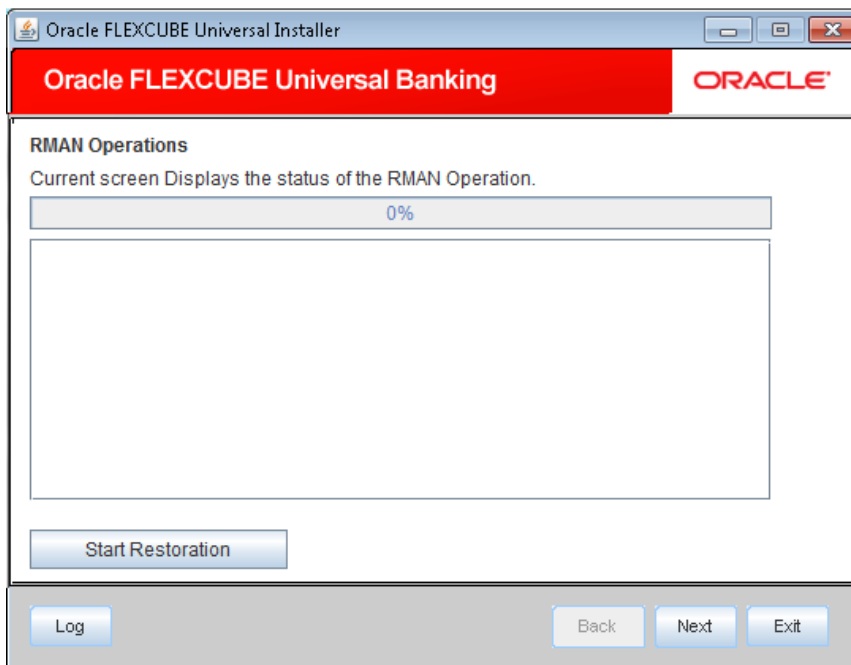 Oracle FLEXCUBE Universal Installer
Oracle FLEXCUBE Universal Banking
ORACLE
RMAN Operations
Current screen Displays the status of the RMAN Operation.
0%
Start Restoration
Log
Back
Next
Exit